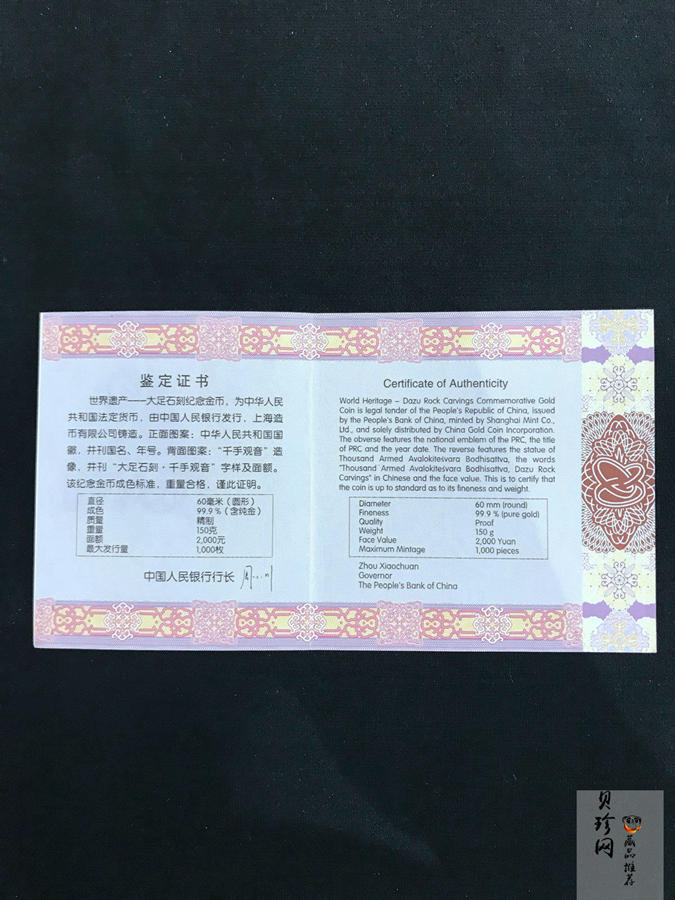 鉴定证书
世界遗产——大足石刻纪念金币，为中华人民
共和国法定货币，由中国人民银行发行，上海造
币有限公司铸造。正面图案：中华人民共和国国
徽，并刊国名、年号。背面图案：“千手观音”造
像，并刊“大足石刻·千手观音”字样及面额。
该纪念金币成色标准，重量合格，谨此证明。
直径 60毫米（圆形）
成色 99.9％（含纯金）
质量 精制
重量 150克
面额 2,000元
最大发行量 1,000枚
中国人民银行行长
Certificate of Authenticity
World Heritage – Dazu Rock Carvings Commemorative Gold
Coin is legal tender of the People's Republic of China, issued
by the People's Bank of China, minted by Shanghai Mint Co.,
Ltd., and solely distributed by China Gold Coin Incorporation.
The obverse features the national emblem of the PRC, the title
of PRC and the year date. The reverse features the statue of
Thousand Armed Avalokitesvara Bodhisattva, the words
"Thousand Armed Avalokitesvara Bodhisattva, Dazu Rock
Carvings" in Chinese and the face value. This is to certify that
the coin is up to standard as to its fineness and weight.
Diameter 60 mm (round)
Fineness 99.9 % (pure gold)
Quality Proof
Weight 150 g
Face Value 2,000 Yuan
Maximum Mintage 1,000 pieces
Zhou Xiaochuan
Governor
The People's Bank of China
贝珍网
藏品推荐